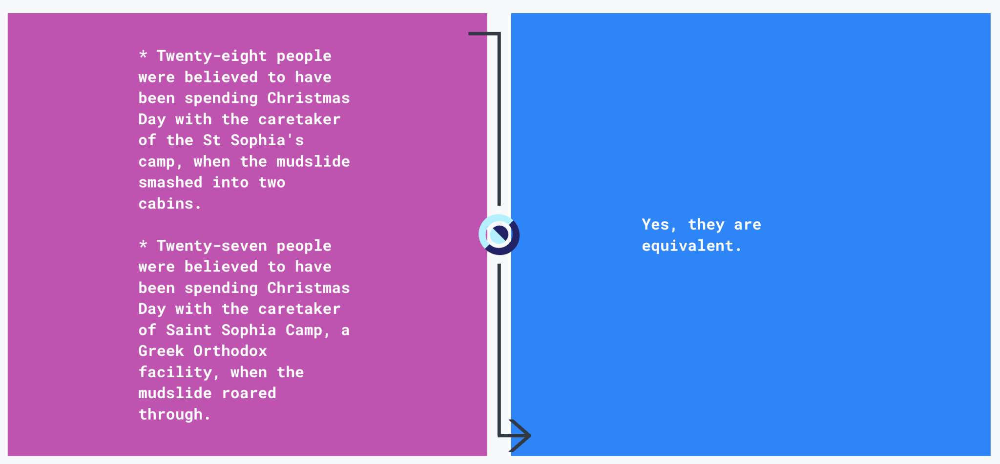 * Twenty-eight people
were believed to have
been spending Christmas
Day with the caretaker
of the St Sophia's
camp, when the mudslide
smashed into two
cabins.
* Twenty-seven people
were believed to have
been spending Christmas
Day with the caretaker
of Saint Sophia Camp, a
Greek Orthodox
facility, when the
mudslide roared
through.
Yes, they are
equivalent.